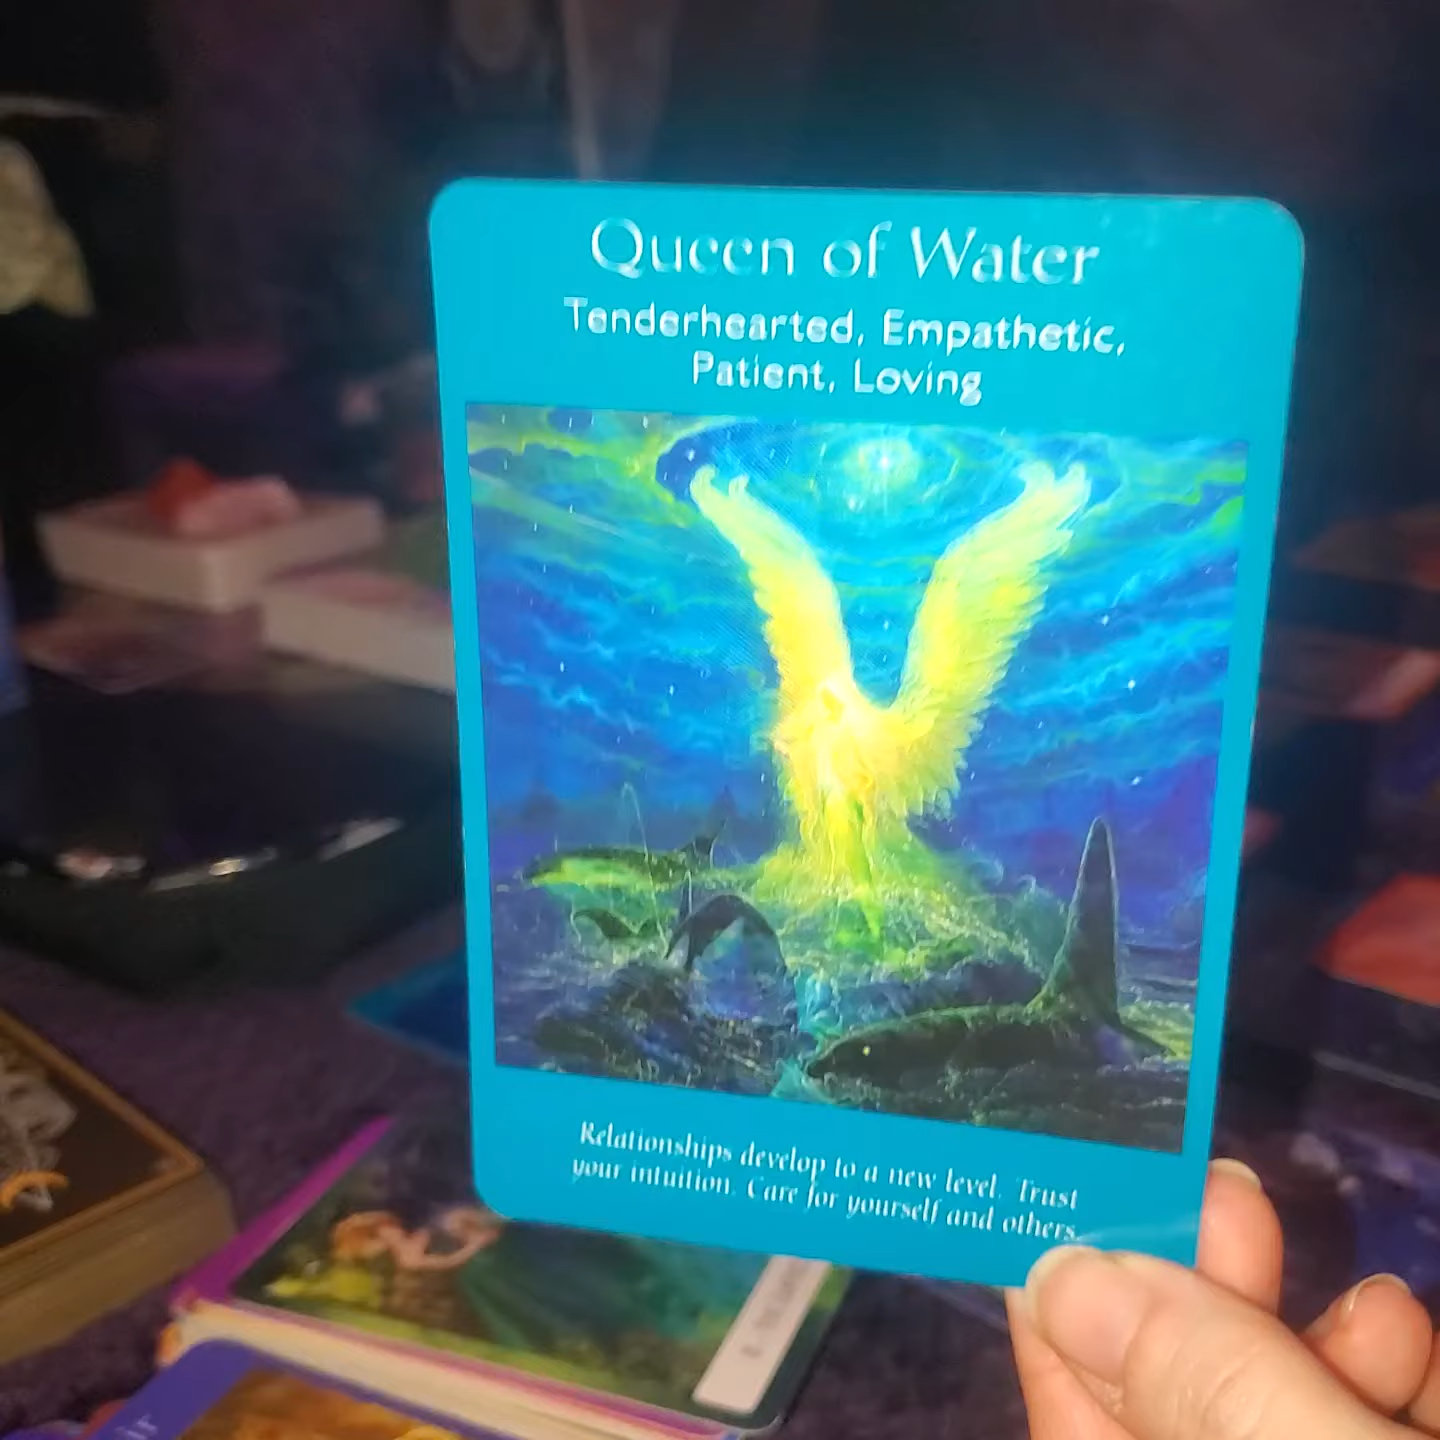 Queen of Water
Tenderhearted, Empathetic,
Patient, Loving
Relationships develop to a new level. Trust
your intuition. Care for yourself and others.